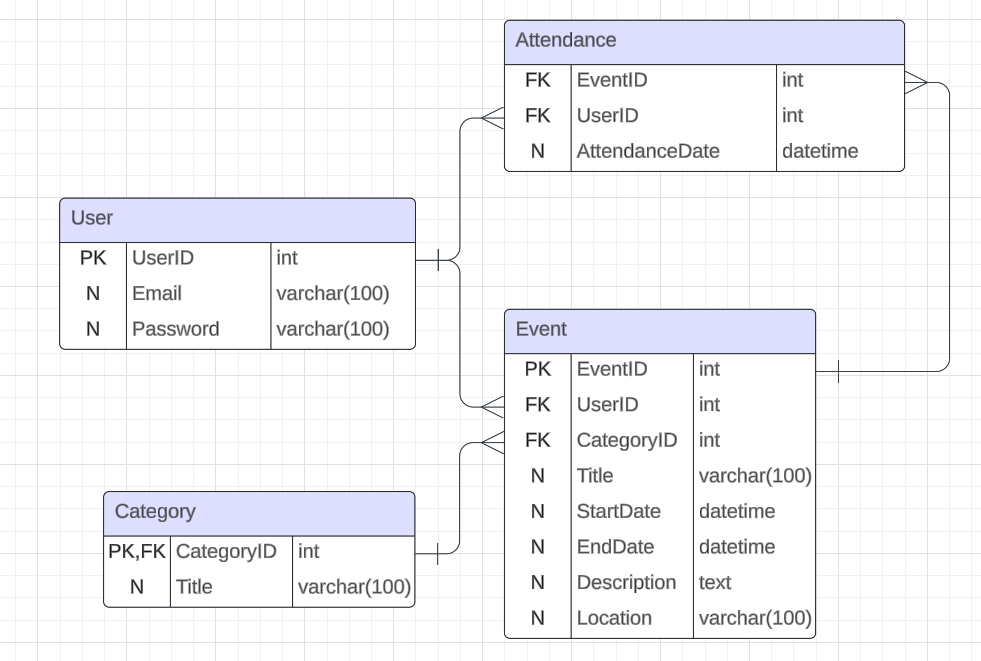 Attendance
FK EventID int
FK UserID int
N AttendanceDate datetime
User
PK UserID int
N Email varchar(100)
N Password varchar(100)
Event
PK EventID int
FK UserID int
FK CategoryID int
N Title varchar(100)
N StartDate datetime
N EndDate datetime
N Description text
N Location varchar(100)
Category
PK,FK CategoryID int
N Title varchar(100)